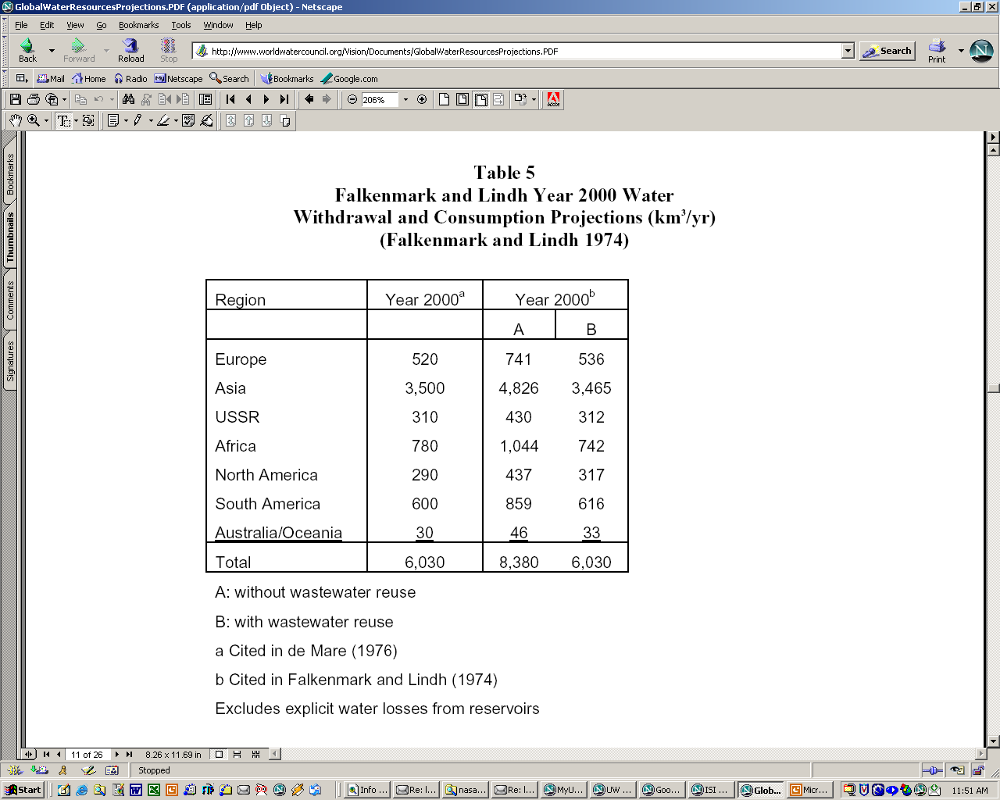 GlobalWaterResourcesProjections.PDF (application/pdf Object) - Netscape
File Edit View Go Bookmarks Tools Window Help
Back Forward Reload Stop http://www.worldwatercouncil.org/Vision/Documents/GlobalWaterResourcesProjections.PDF Search Print
Mail Home Radio Netscape Search Bookmarks Google.com
206% Adobe
Bookmarks
Thumbnails
Comments
Signatures
Table 5
Falkenmark and Lindh Year 2000 Water
Withdrawal and Consumption Projections (km³/yr)
(Falkenmark and Lindh 1974)
Region Year 2000ᵃ Year 2000ᵇ
A B
Europe 520 741 536
Asia 3,500 4,826 3,465
USSR 310 430 312
Africa 780 1,044 742
North America 290 437 317
South America 600 859 616
Australia/Oceania 30 46 33
Total 6,030 8,380 6,030
A: without wastewater reuse
B: with wastewater reuse
a Cited in de Mare (1976)
b Cited in Falkenmark and Lindh (1974)
Excludes explicit water losses from reservoirs
11 of 26 8.26 x 11.69 in
Stopped
Start Info ... Re: I... nasa... Re: I... MyU... UW ... Goo... ISI ... Glob... Micr... 11:51 AM